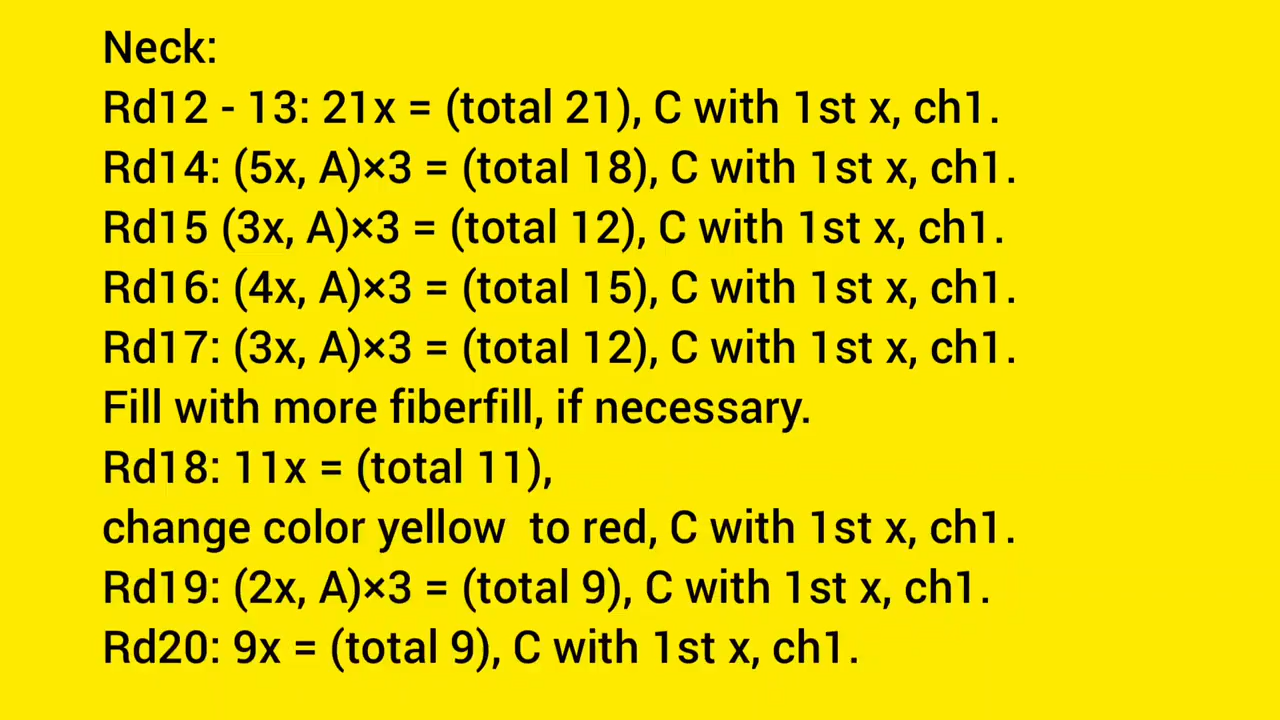 Neck:
Rd12 - 13: 21x = (total 21), C with 1st x, ch1.
Rd14: (5x, A)×3 = (total 18), C with 1st x, ch1.
Rd15 (3x, A)×3 = (total 12), C with 1st x, ch1.
Rd16: (4x, A)×3 = (total 15), C with 1st x, ch1.
Rd17: (3x, A)×3 = (total 12), C with 1st x, ch1.
Fill with more fiberfill, if necessary.
Rd18: 11x = (total 11),
change color yellow  to red, C with 1st x, ch1.
Rd19: (2x, A)×3 = (total 9), C with 1st x, ch1.
Rd20: 9x = (total 9), C with 1st x, ch1.